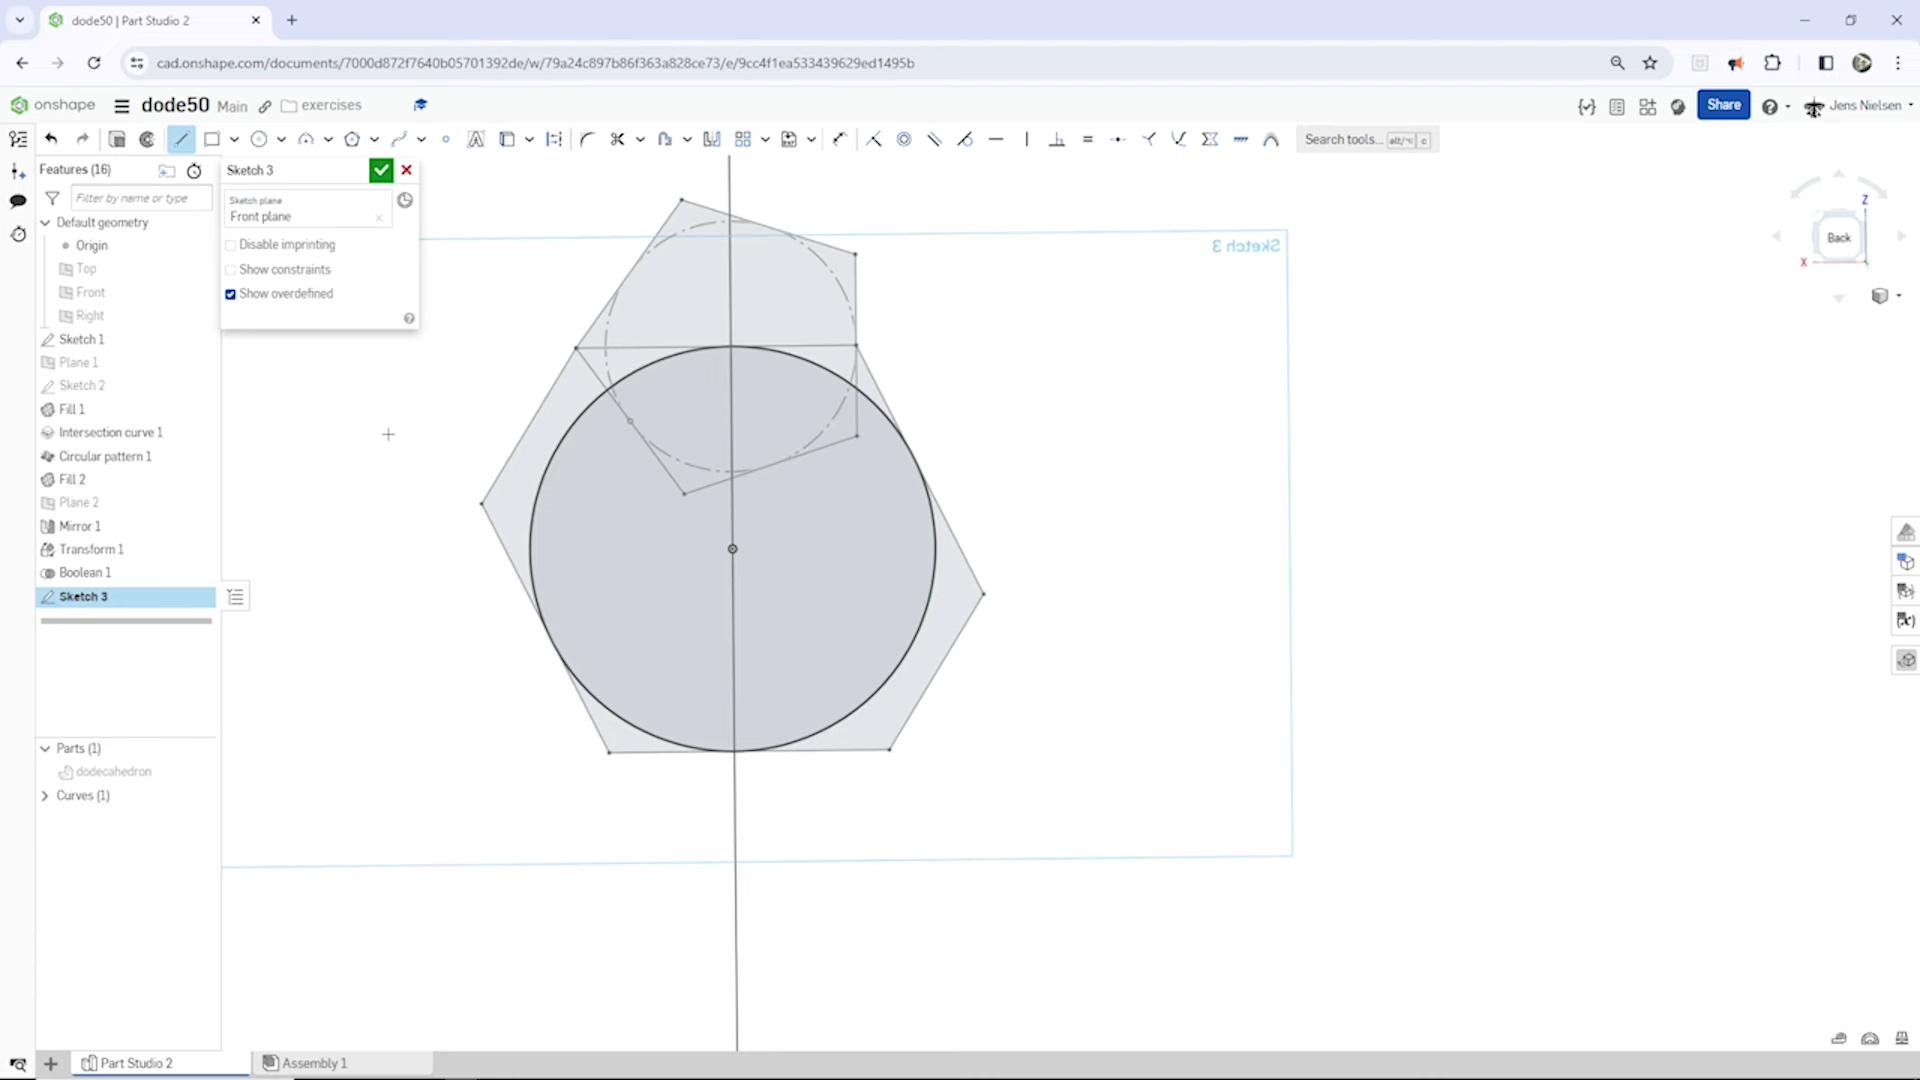 dode50 | Part Studio 2
cad.onshape.com/documents/7000d872f7640b05701392de/w/79a24c897b86f363a828ce73/e/9cc4f1ea533439629ed1495b
onshape
dode50 Main
exercises
Share
Jens Nielsen
Search tools... alt/⌥ c
Features (16)
Filter by name or type
Default geometry
Origin
Top
Front
Right
Sketch 1
Plane 1
Sketch 2
Fill 1
Intersection curve 1
Circular pattern 1
Fill 2
Plane 2
Mirror 1
Transform 1
Boolean 1
Sketch 3
Parts (1)
dodecahedron
Curves (1)
Sketch 3
Sketch plane
Front plane
Disable imprinting
Show constraints
Show overdefined
Sketch 3
Z
Back
X
Part Studio 2
Assembly 1